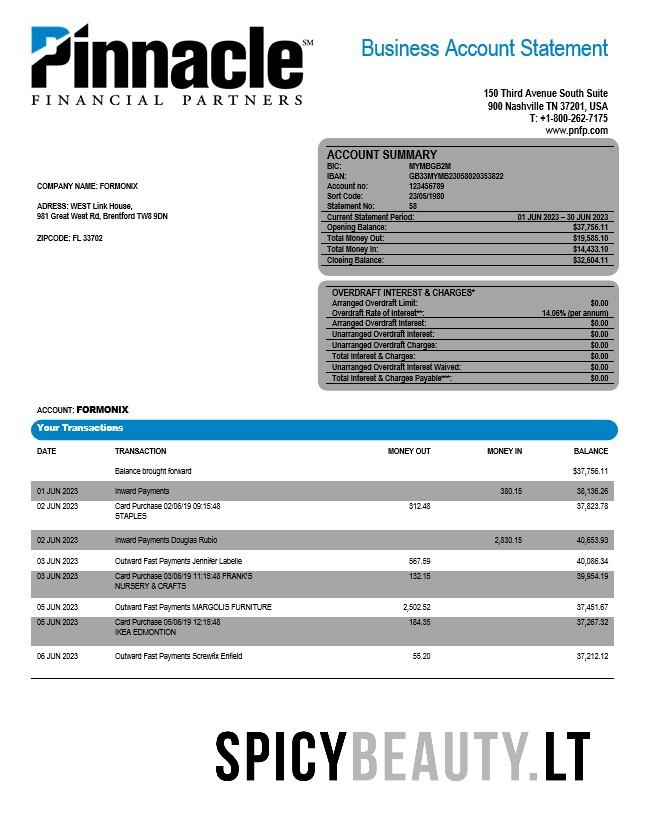 Pinnacle SM
FINANCIAL PARTNERS
Business Account Statement
150 Third Avenue South Suite
900 Nashville TN 37201, USA
T: +1-800-262-7175
www.pnfp.com
COMPANY NAME: FORMONIX
ADRESS: WEST Link House,
981 Great West Rd, Brentford TW8 9DN
ZIPCODE: FL 33702
ACCOUNT SUMMARY
BIC: MYMBGB2M
IBAN: GB33MYMB23058020353822
Account no: 123456789
Sort Code: 23/05/1980
Statement No: 58
Current Statement Period: 01 JUN 2023 – 30 JUN 2023
Opening Balance: $37,756.11
Total Money Out: $19,585.10
Total Money In: $14,433.10
Closing Balance: $32,604.11
OVERDRAFT INTEREST & CHARGES*
Arranged Overdraft Limit: $0.00
Overdraft Rate of Interest**: 14.06% (per annum)
Arranged Overdraft Interest: $0.00
Unarranged Overdraft Interest: $0.00
Unarranged Overdraft Charges: $0.00
Total Interest & Charges: $0.00
Unarranged Overdraft Interest Waived: $0.00
Total Interest & Charges Payable***: $0.00
ACCOUNT: FORMONIX
Your Transactions
DATE TRANSACTION MONEY OUT MONEY IN BALANCE
Balance brought forward $37,756.11
01 JUN 2023 Inward Payments 380.15 38,136.26
02 JUN 2023 Card Purchase 02/06/19 09:15:48 312.48 37,823.78
STAPLES
02 JUN 2023 Inward Payments Douglas Rubio 2,830.15 40,653.93
03 JUN 2023 Outward Fast Payments Jennifer Labelle 567.59 40,086.34
03 JUN 2023 Card Purchase 03/06/19 11:15:48 FRANK'S 132.15 39,954.19
NURSERY & CRAFTS
05 JUN 2023 Outward Fast Payments MARGOLIS FURNITURE 2,502.52 37,451.67
05 JUN 2023 Card Purchase 05/06/19 12:15:48 184.35 37,267.32
IKEA EDMONTION
06 JUN 2023 Outward Fast Payments Screwfix Enfield 55.20 37,212.12
SPICYBEAUTY.LT